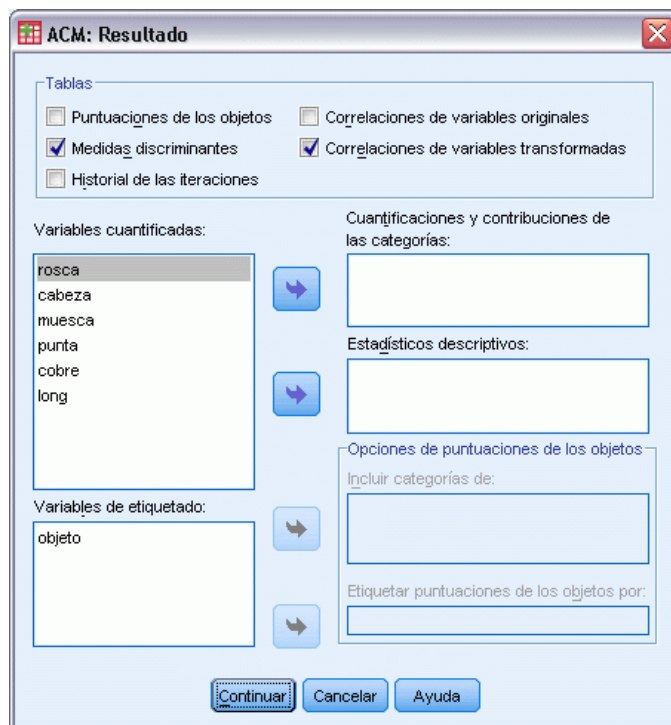 ACM: Resultado
Tablas
Puntuaciones de los objetos
Correlaciones de variables originales
Medidas discriminantes
Correlaciones de variables transformadas
Historial de las iteraciones
Variables cuantificadas:
rosca
cabeza
muesca
punta
cobre
long
Cuantificaciones y contribuciones de
las categorías:
Estadísticos descriptivos:
Opciones de puntuaciones de los objetos
Incluir categorías de:
Variables de etiquetado:
objeto
Etiquetar puntuaciones de los objetos por:
Continuar
Cancelar
Ayuda